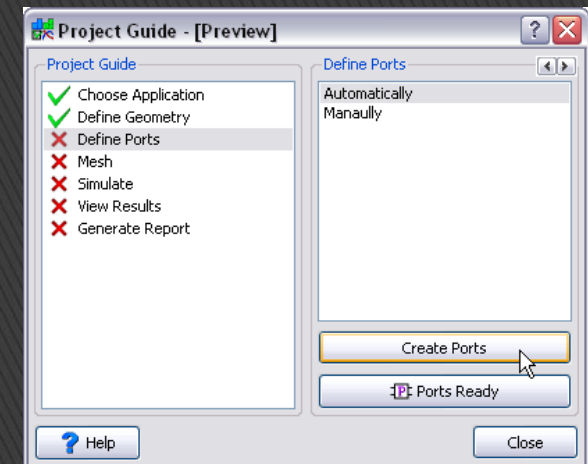 Project Guide - [Preview]
Project Guide
Choose Application
Define Geometry
Define Ports
Mesh
Simulate
View Results
Generate Report
Define Ports
Automatically
Manaully
Create Ports
P Ports Ready
? Help
Close